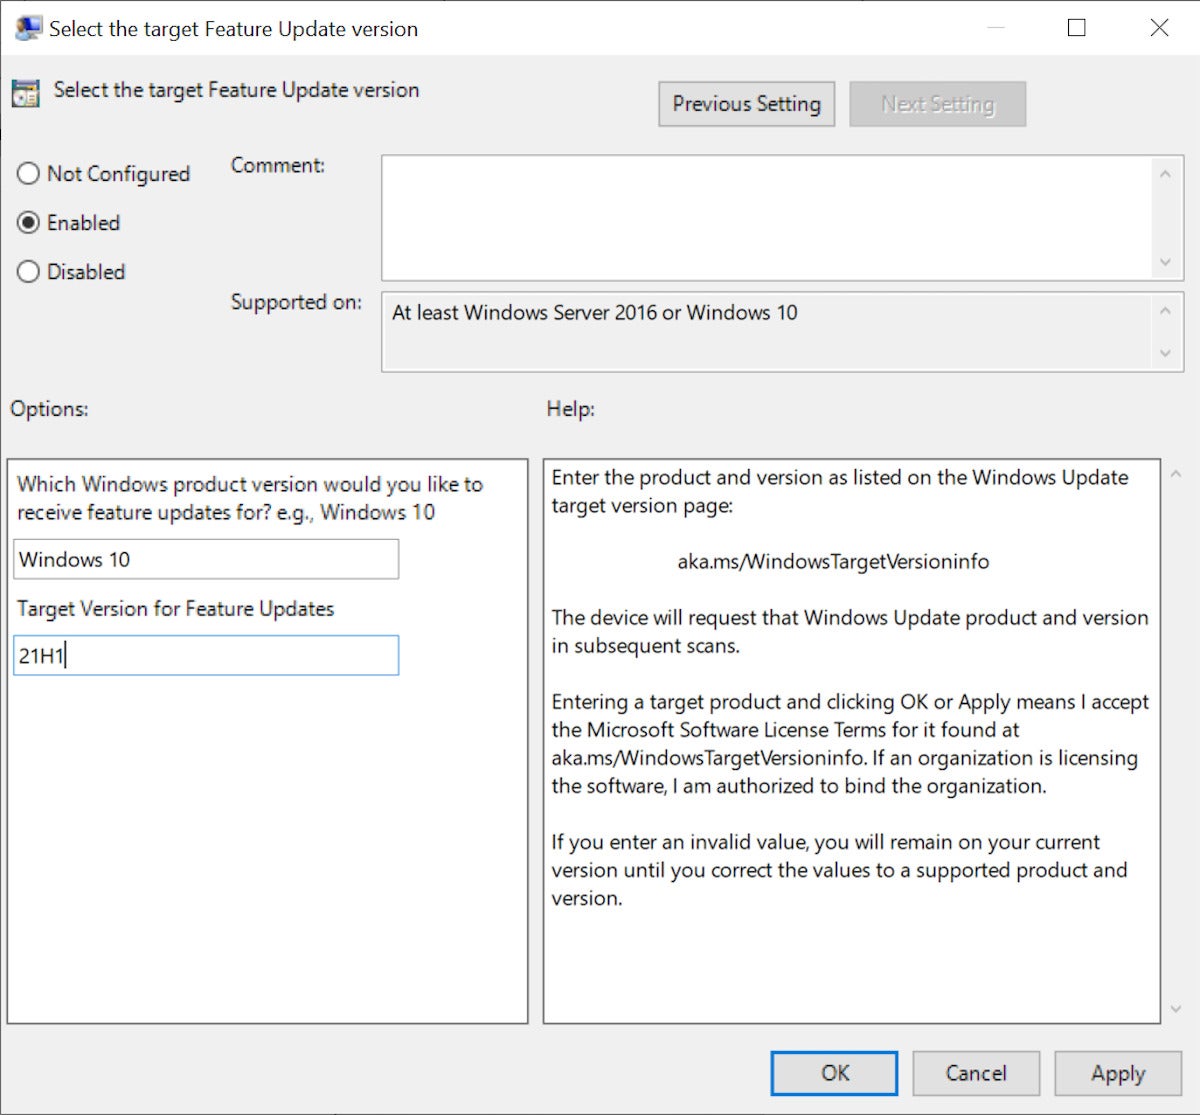 Select the target Feature Update version
Select the target Feature Update version
Previous Setting
Next Setting
Not Configured
Enabled
Disabled
Comment:
Supported on:
At least Windows Server 2016 or Windows 10
Options:
Help:
Which Windows product version would you like to
receive feature updates for? e.g., Windows 10
Windows 10
Target Version for Feature Updates
21H1
Enter the product and version as listed on the Windows Update
target version page:
aka.ms/WindowsTargetVersioninfo
The device will request that Windows Update product and version
in subsequent scans.
Entering a target product and clicking OK or Apply means I accept
the Microsoft Software License Terms for it found at
aka.ms/WindowsTargetVersioninfo. If an organization is licensing
the software, I am authorized to bind the organization.
If you enter an invalid value, you will remain on your current
version until you correct the values to a supported product and
version.
OK
Cancel
Apply